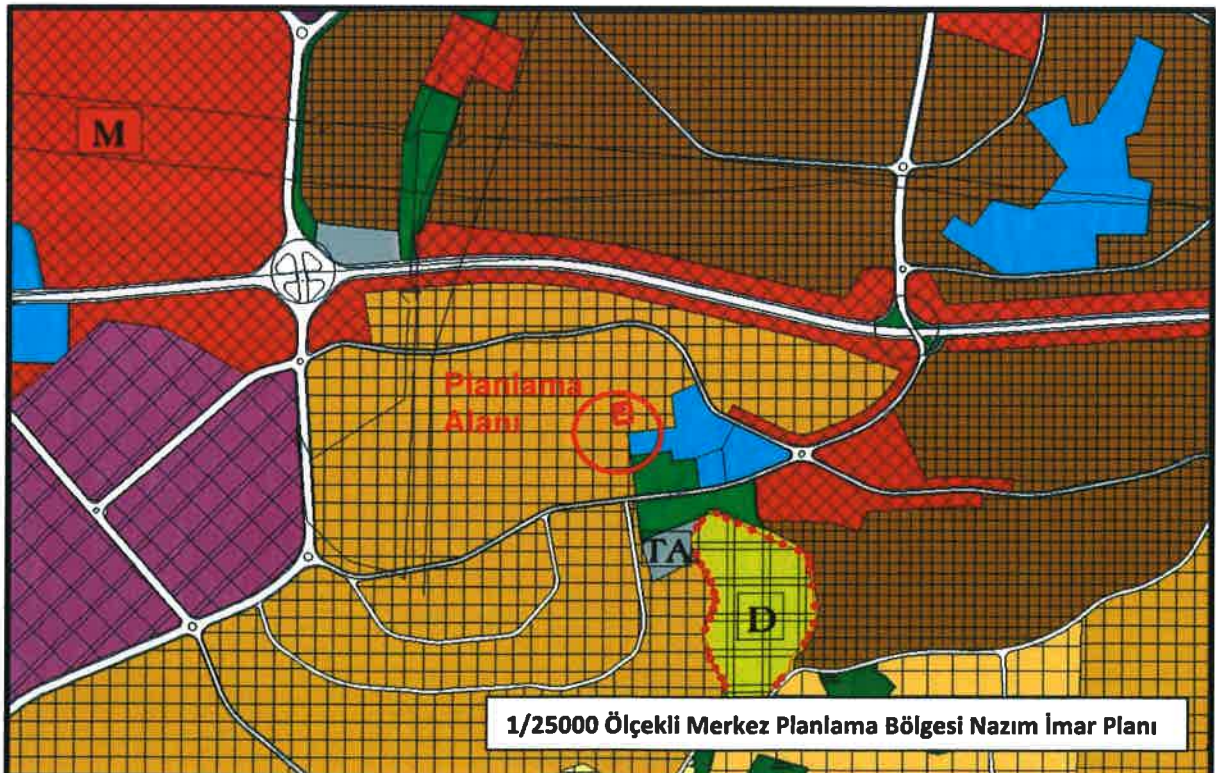 M
Planlama
Alanı
TA
D
1/25000 Ölçekli Merkez Planlama Bölgesi Nazım İmar Planı